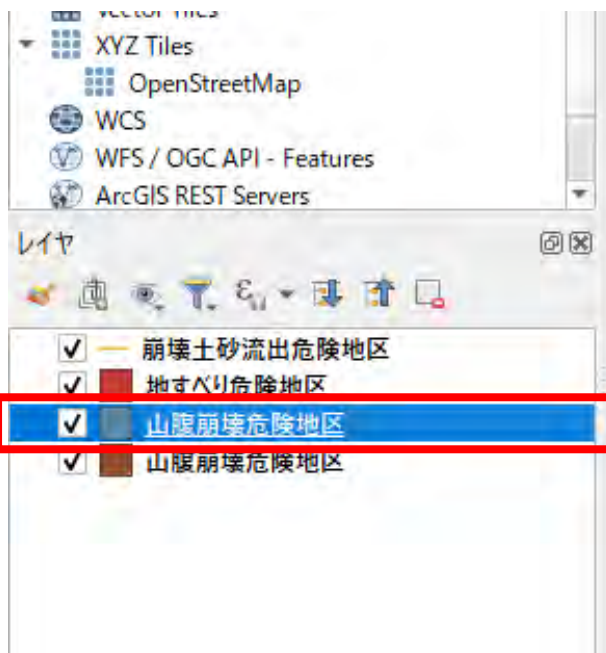 Vector Tiles
XYZ Tiles
OpenStreetMap
WCS
WFS / OGC API - Features
ArcGIS REST Servers
レイヤ
崩壊土砂流出危険地区
地すべり危険地区
山腹崩壊危険地区
山腹崩壊危険地区